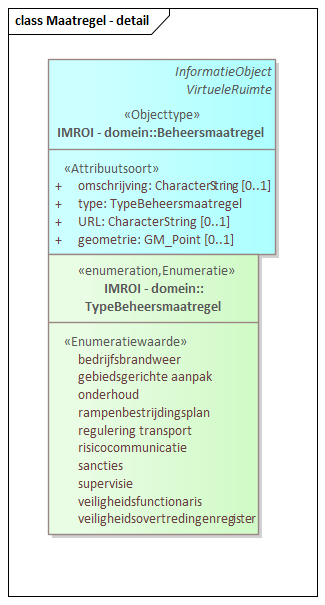 class Maatregel - detail
InformatieObject
VirtueleRuimte
«Objecttype»
IMROI - domein::Beheersmaatregel
«Attribuutsoort»
+ omschrijving: CharacterString [0..1]
+ type: TypeBeheersmaatregel
+ URL: CharacterString [0..1]
+ geometrie: GM_Point [0..1]
«enumeration,Enumeratie»
IMROI - domein::
TypeBeheersmaatregel
«Enumeratiewaarde»
bedrijfsbrandweer
gebiedsgerichte aanpak
onderhoud
rampenbestrijdingsplan
regulering transport
risicocommunicatie
sancties
supervisie
veiligheidsfunctionaris
veiligheidsovertredingenregister